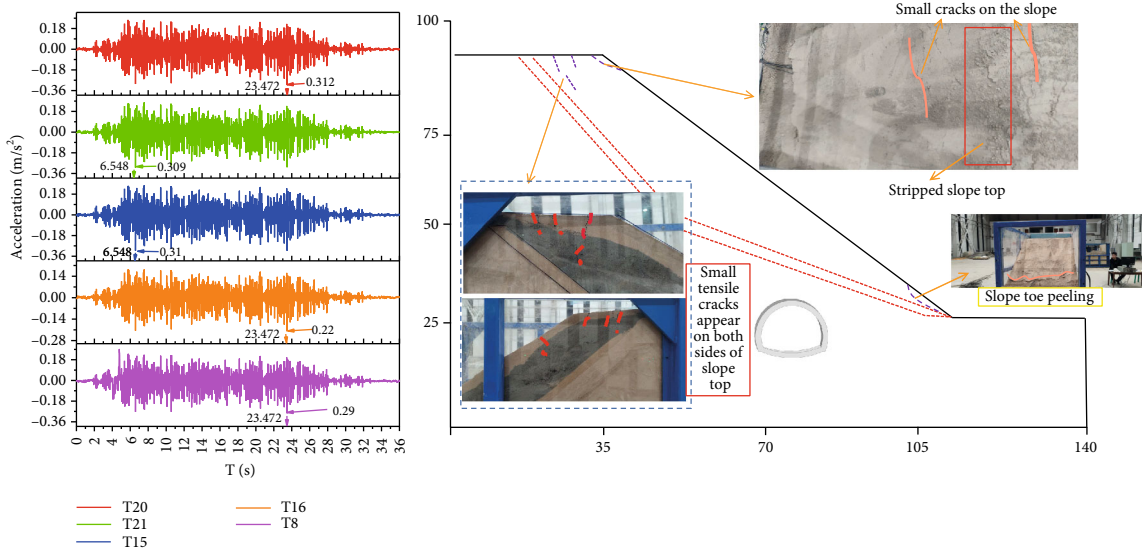 Acceleration (m/s²)
0.18
0.00
−0.18
−0.36
23.472
0.312
0.18
0.00
−0.18
−0.36
6.548
0.309
0.18
0.00
−0.18
−0.36
6.548
0.31
0.14
0.00
−0.14
−0.28
23.472
0.22
0.18
0.00
−0.18
−0.36
23.472
0.29
0 2 4 6 8 10 12 14 16 18 20 22 24 26 28 30 32 34 36
T (s)
T20
T21
T15
T16
T8
100
75
50
25
35
70
105
140
Small cracks on the slope
Stripped slope top
Slope toe peeling
Small
tensile
cracks
appear
on both
sides of
slope
top